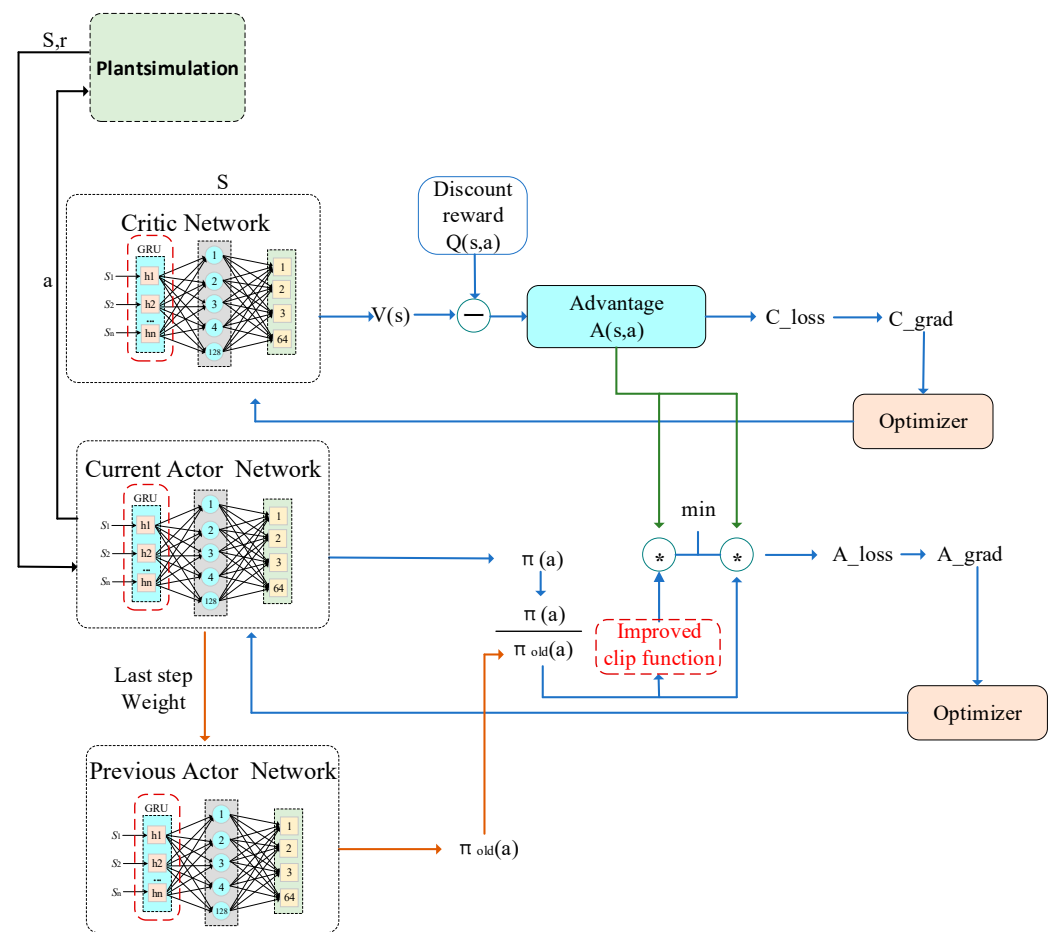 S,r
Plantsimulation
a
S
Critic Network
GRU
S1
h1
S2
h2
...
Sn
hn
1
2
3
4
128
1
2
3
64
V(s)
Discount
reward
Q(s,a)
—
Advantage
A(s,a)
C_loss
C_grad
Optimizer
Current Actor Network
GRU
S1
h1
S2
h2
...
Sn
hn
1
2
3
4
128
1
2
3
64
π(a)
π(a)
π old(a)
Improved
clip function
min
*
*
A_loss
A_grad
Optimizer
Last step
Weight
Previous Actor Network
GRU
S1
h1
S2
h2
...
Sn
hn
1
2
3
4
128
1
2
3
64
π old(a)